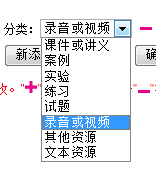 分类: 录音或视频
课件或讲义
新添 确
案例
实验
改。"+" "-"
练习
试题
录音或视频
其他资源
文本资源